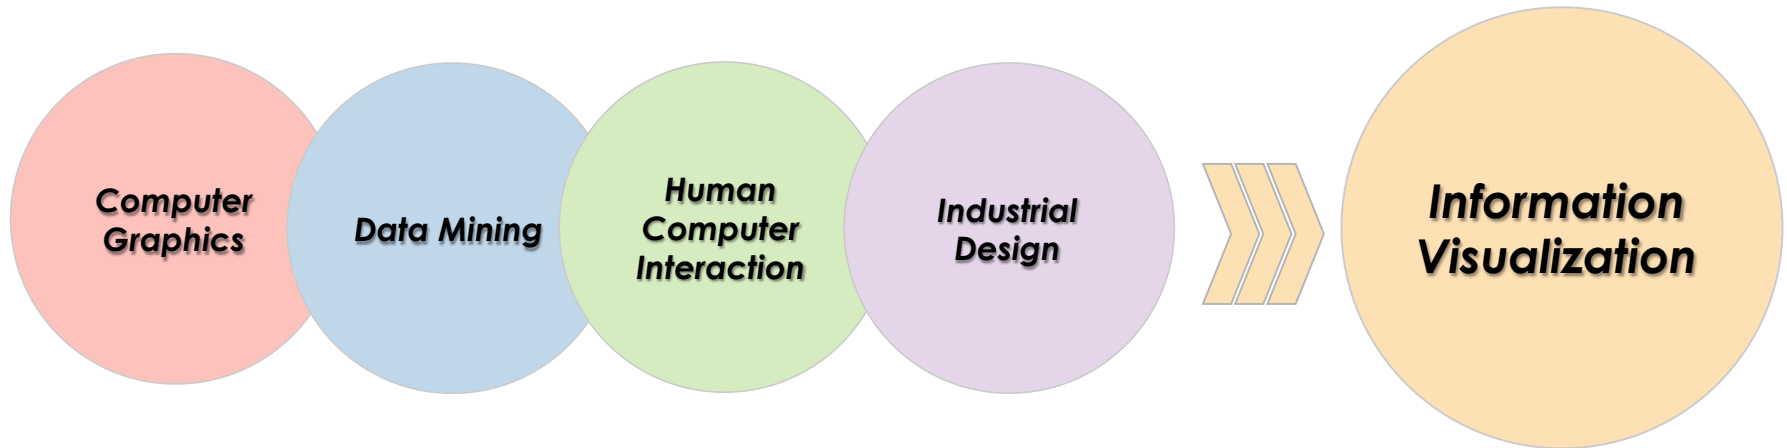 Computer
Graphics
Data Mining
Human
Computer
Interaction
Industrial
Design
Information
Visualization